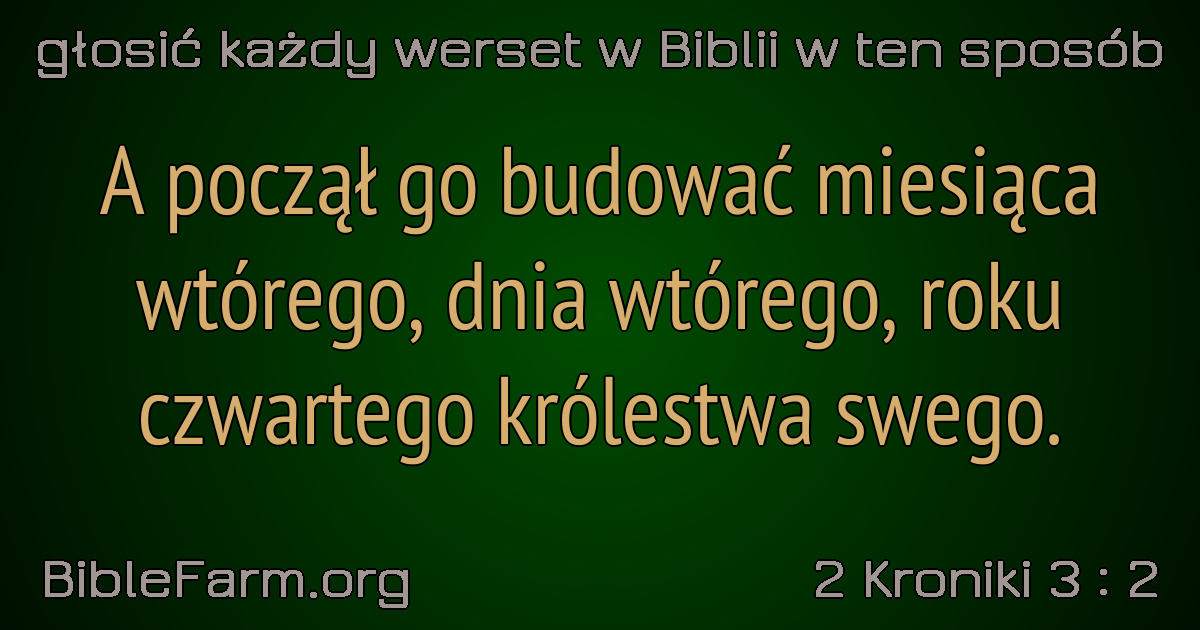 głosić każdy werset w Biblii w ten sposób
A począł go budować miesiąca
wtórego, dnia wtórego, roku
czwartego królestwa swego.
BibleFarm.org
2 Kroniki 3 : 2